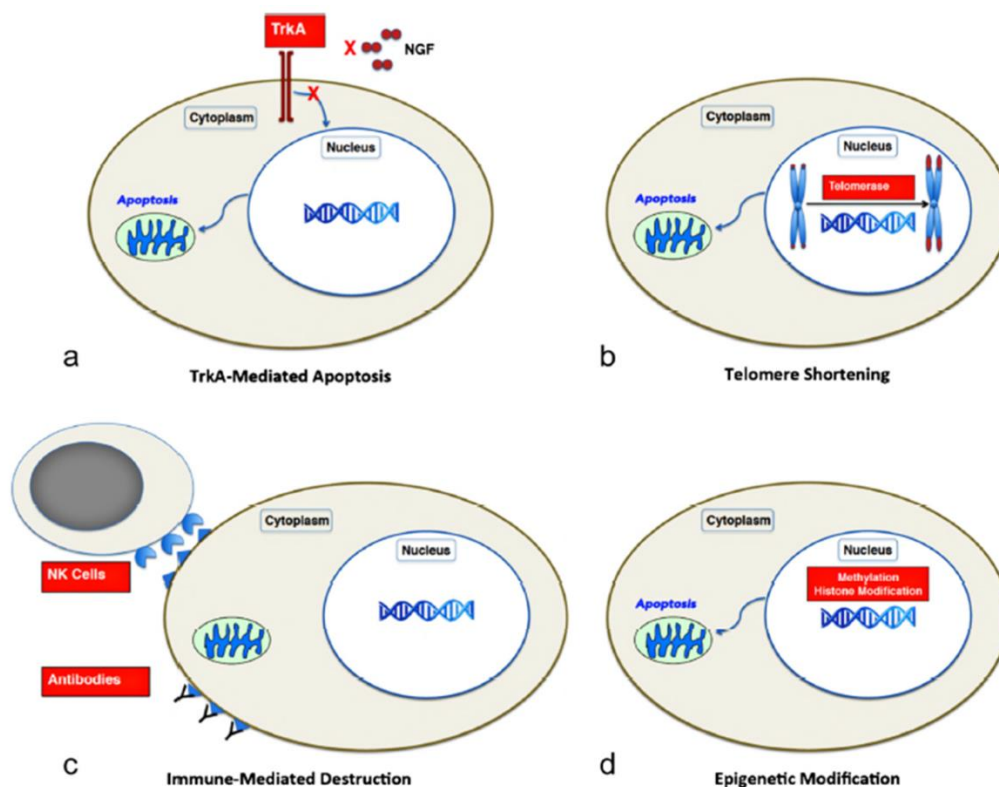 TrkA
X
NGF
X
Cytoplasm
Nucleus
Apoptosis
a
TrkA-Mediated Apoptosis
Cytoplasm
Nucleus
Telomerase
Apoptosis
b
Telomere Shortening
Cytoplasm
Nucleus
NK Cells
Antibodies
c
Immune-Mediated Destruction
Cytoplasm
Nucleus
Methylation
Histone Modification
Apoptosis
d
Epigenetic Modification